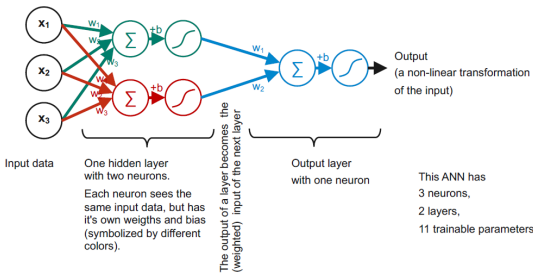 x1
x2
x3
Input data
w1
w2
w3
w1
w2
w3
Σ
+b
Σ
+b
One hidden layer
with two neurons.
Each neuron sees the
same input data, but has
it's own weigths and bias
(symbolized by different
colors).
The output of a layer becomes the
(weighted) input of the next layer
w1
w2
Σ
+b
Output layer
with one neuron
Output
(a non-linear transformation
of the input)
This ANN has
3 neurons,
2 layers,
11 trainable parameters